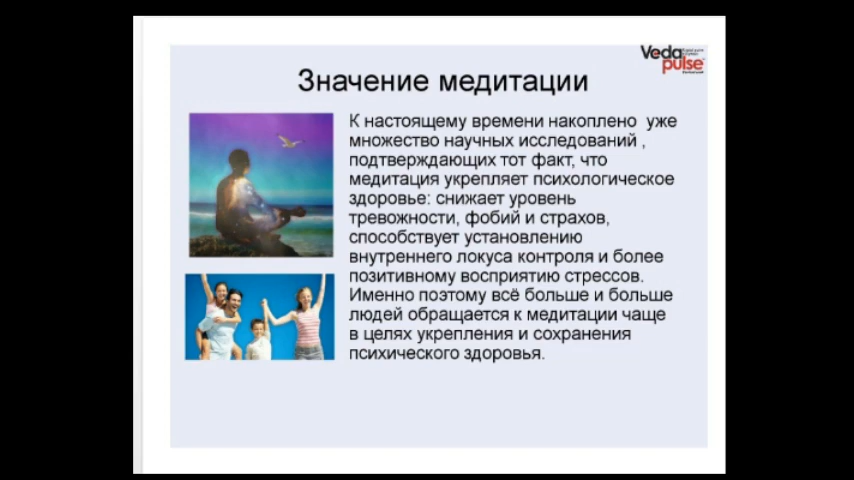 Veda
pulse
Значение медитации
К настоящему времени накоплено уже
множество научных исследований ,
подтверждающих тот факт, что
медитация укрепляет психологическое
здоровье: снижает уровень
тревожности, фобий и страхов,
способствует установлению
внутреннего локуса контроля и более
позитивному восприятию стрессов.
Именно поэтому всё больше и больше
людей обращается к медитации чаще
в целях укрепления и сохранения
психического здоровья.